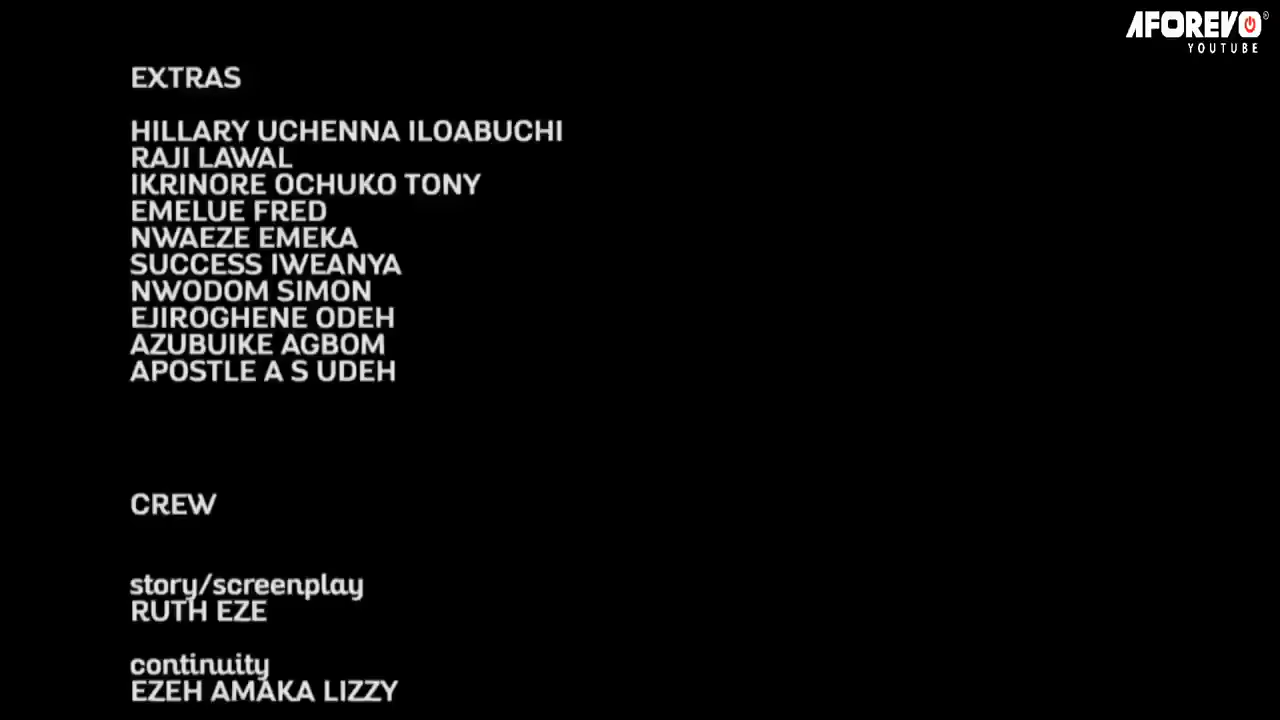 AFOREVO
YOUTUBE
EXTRAS
HILLARY UCHENNA ILOABUCHI
RAJI LAWAL
IKRINORE OCHUKO TONY
EMELUE FRED
NWAEZE EMEKA
SUCCESS IWEANYA
NWODOM SIMON
EJIROGHENE ODEH
AZUBUIKE AGBOM
APOSTLE A S UDEH
CREW
story/screenplay
RUTH EZE
continuity
EZEH AMAKA LIZZY